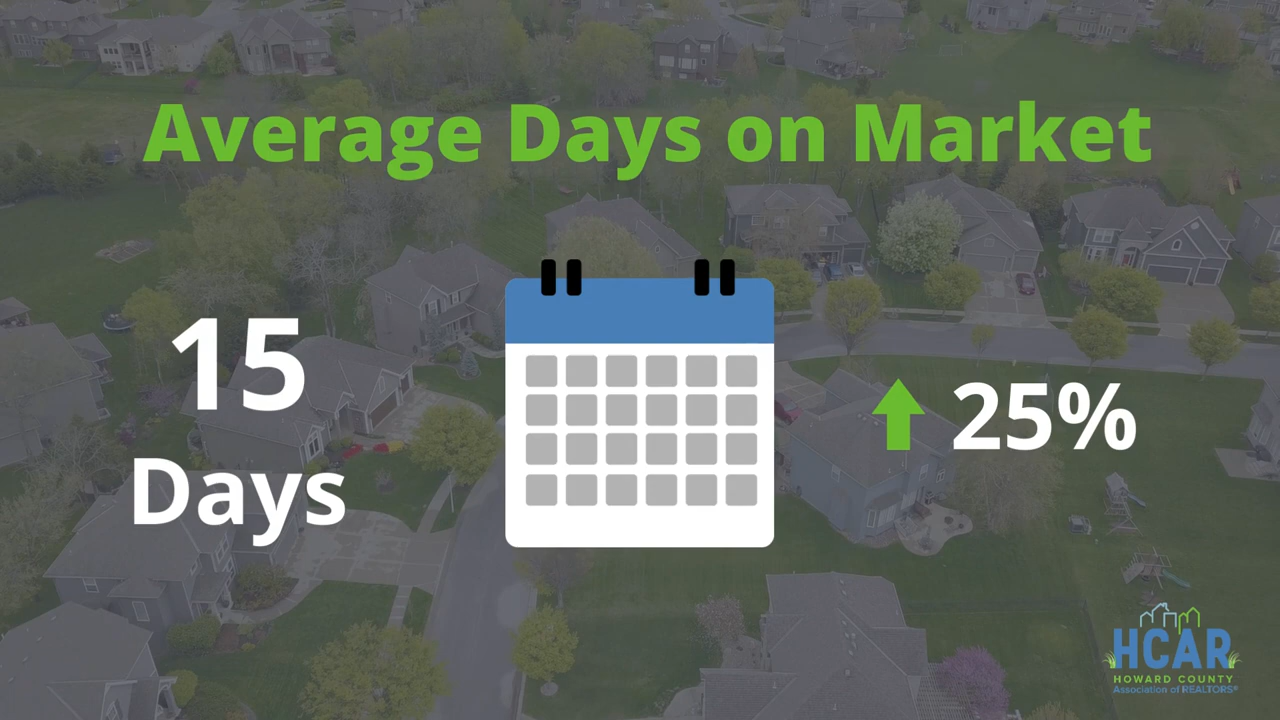 Average Days on Market
15
Days
25%
HCAR
HOWARD COUNTY
Association of REALTORS®